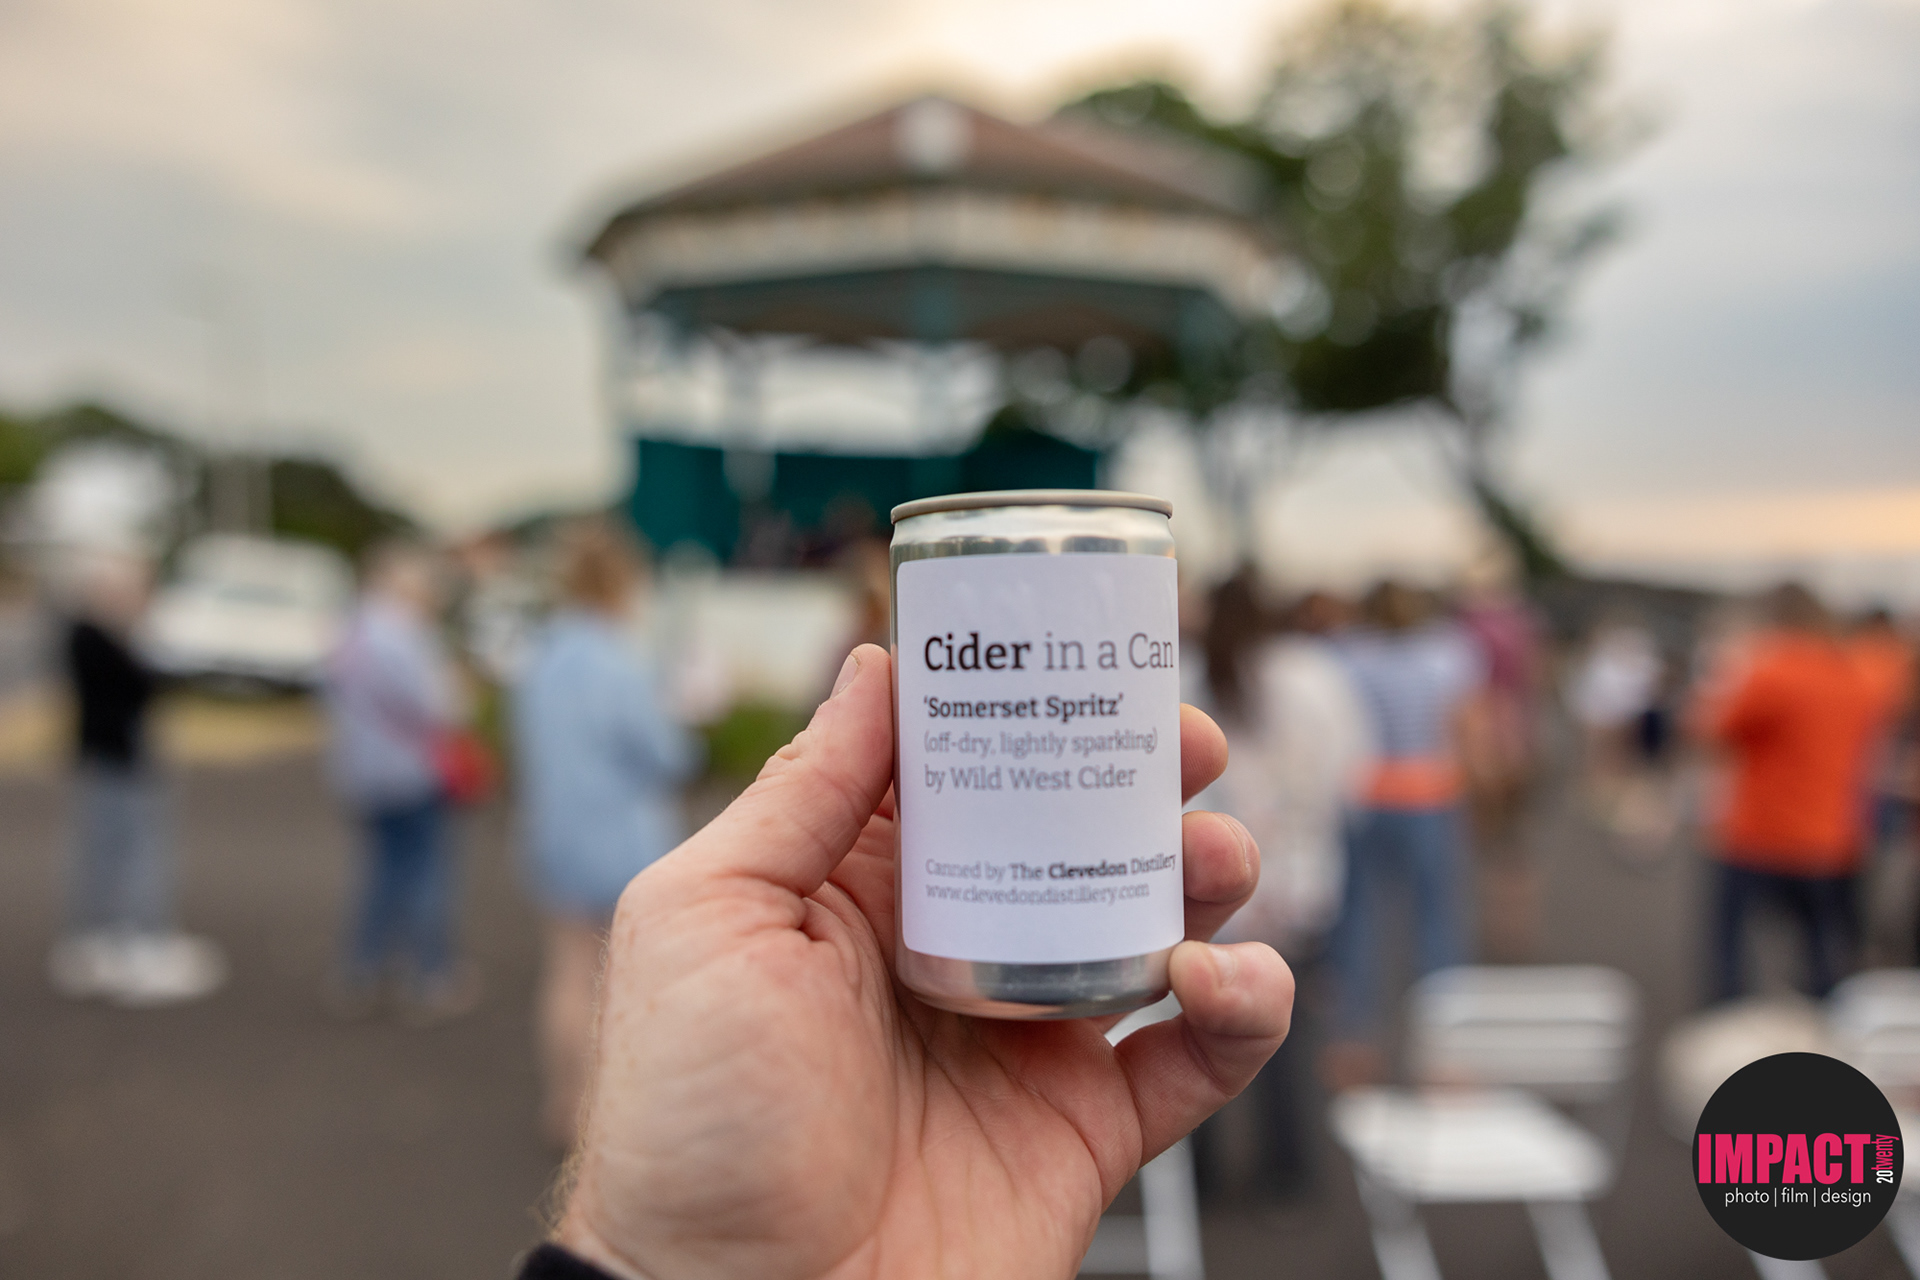 Cider in a Can
'Somerset Spritz'
(off-dry, lightly sparkling)
by Wild West Cider
Canned by The Clevedon Distillery
www.clevedondistillery.com
IMPACT
20twenty
photo | film | design